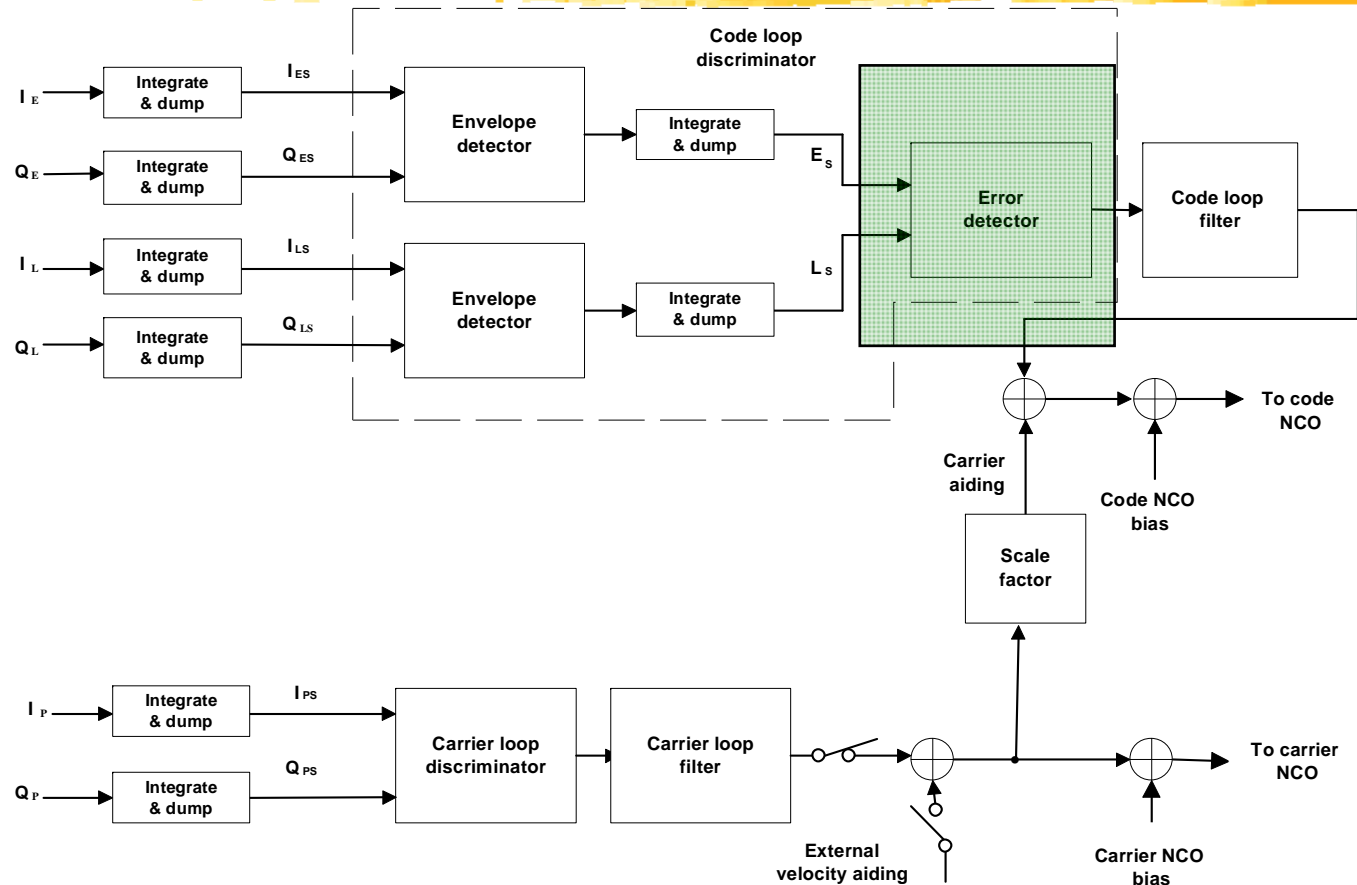 Code loop
discriminator
I E
Integrate
& dump
I ES
Q E
Integrate
& dump
Q ES
Envelope
detector
Integrate
& dump
E S
I L
Integrate
& dump
I LS
Q L
Integrate
& dump
Q LS
Envelope
detector
Integrate
& dump
L S
Error
detector
Code loop
filter
To code
NCO
Carrier
aiding
Code NCO
bias
Scale
factor
I P
Integrate
& dump
I PS
Q P
Integrate
& dump
Q PS
Carrier loop
discriminator
Carrier loop
filter
To carrier
NCO
External
velocity aiding
Carrier NCO
bias